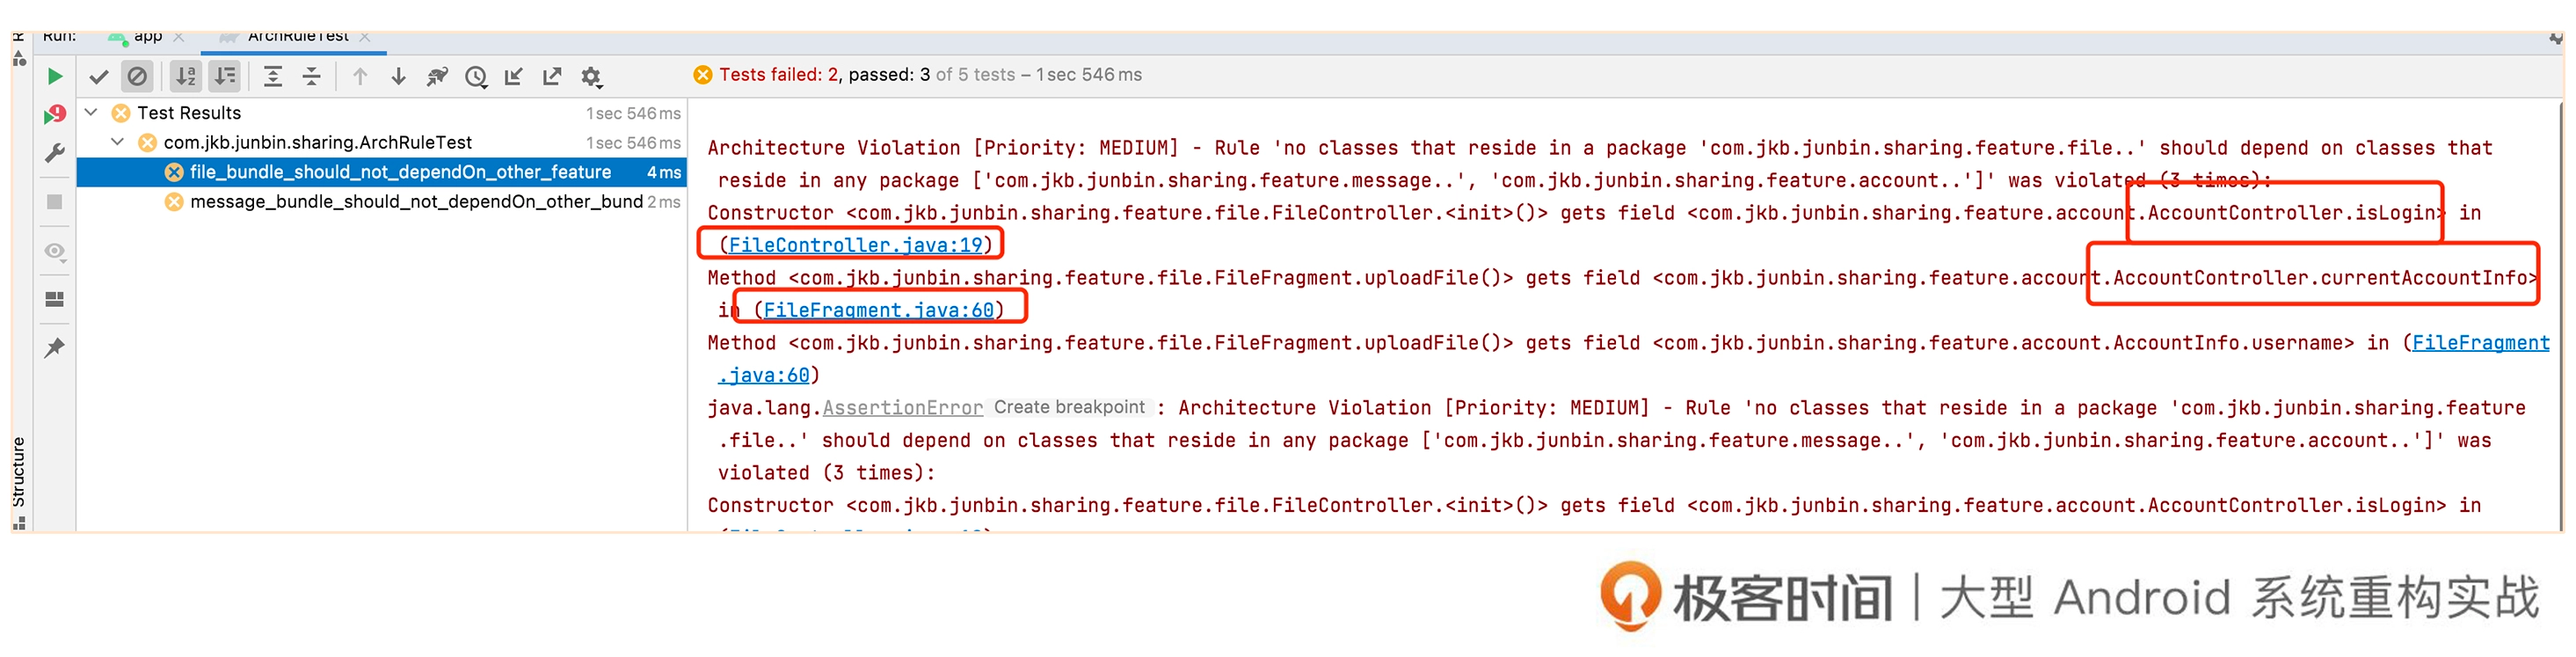 Run: app ArchRuleTest
Tests failed: 2, passed: 3 of 5 tests – 1 sec 546 ms
Test Results 1 sec 546 ms
com.jkb.junbin.sharing.ArchRuleTest 1 sec 546 ms
file_bundle_should_not_dependOn_other_feature 4 ms
message_bundle_should_not_dependOn_other_bund 2 ms
Structure
Architecture Violation [Priority: MEDIUM] - Rule 'no classes that reside in a package 'com.jkb.junbin.sharing.feature.file..' should depend on classes that
reside in any package ['com.jkb.junbin.sharing.feature.message..', 'com.jkb.junbin.sharing.feature.account..']' was violated (3 times):
Constructor <com.jkb.junbin.sharing.feature.file.FileController.<init>()> gets field <com.jkb.junbin.sharing.feature.account.AccountController.isLogin> in
(FileController.java:19)
Method <com.jkb.junbin.sharing.feature.file.FileFragment.uploadFile()> gets field <com.jkb.junbin.sharing.feature.account.AccountController.currentAccountInfo>
in (FileFragment.java:60)
Method <com.jkb.junbin.sharing.feature.file.FileFragment.uploadFile()> gets field <com.jkb.junbin.sharing.feature.account.AccountInfo.username> in (FileFragment
.java:60)
java.lang.AssertionError Create breakpoint : Architecture Violation [Priority: MEDIUM] - Rule 'no classes that reside in a package 'com.jkb.junbin.sharing.feature
.file..' should depend on classes that reside in any package ['com.jkb.junbin.sharing.feature.message..', 'com.jkb.junbin.sharing.feature.account..']' was
violated (3 times):
Constructor <com.jkb.junbin.sharing.feature.file.FileController.<init>()> gets field <com.jkb.junbin.sharing.feature.account.AccountController.isLogin> in
极客时间 | 大型 Android 系统重构实战